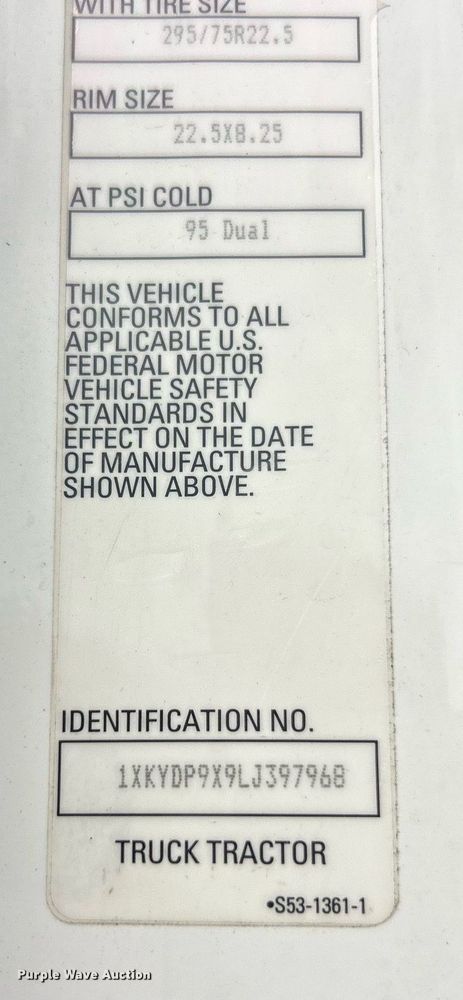 WITH TIRE SIZE
295/75R22.5
RIM SIZE
22.5X8.25
AT PSI COLD
95 Dual
THIS VEHICLE
CONFORMS TO ALL
APPLICABLE U.S.
FEDERAL MOTOR
VEHICLE SAFETY
STANDARDS IN
EFFECT ON THE DATE
OF MANUFACTURE
SHOWN ABOVE.
IDENTIFICATION NO.
1XKYDP9X9LJ397968
TRUCK TRACTOR
•S53-1361-1
Purple Wave Auction